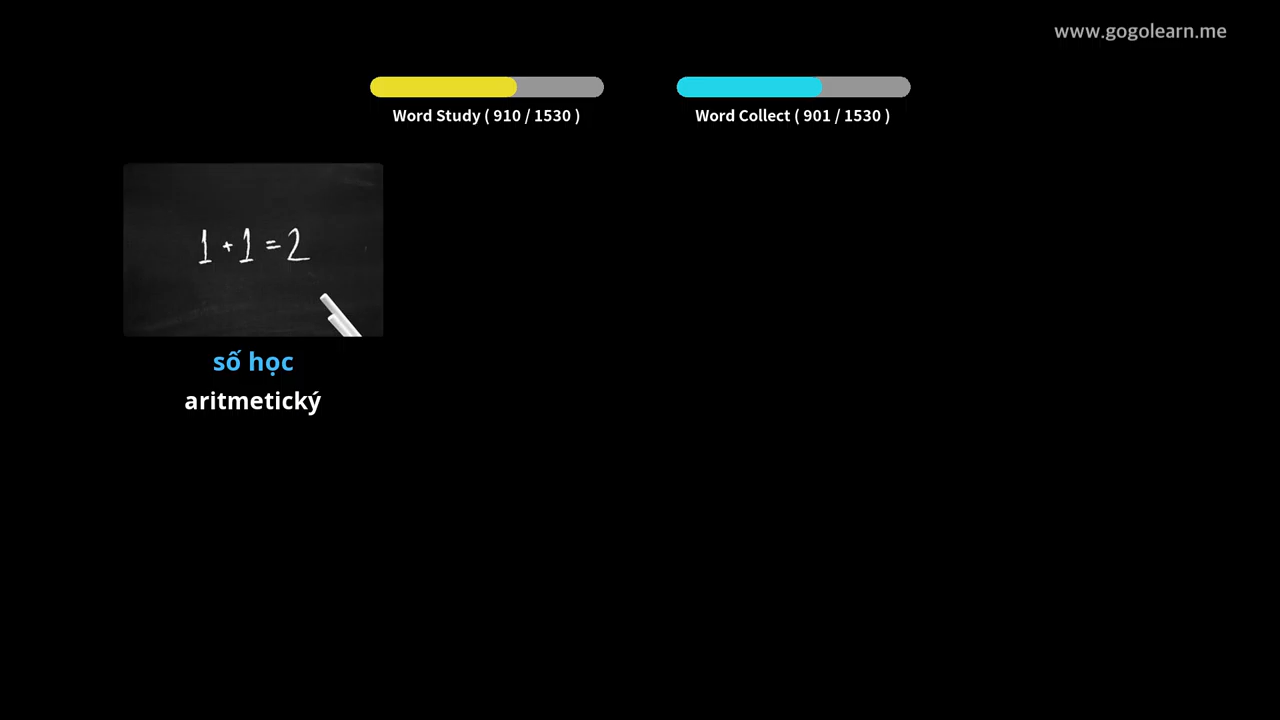 www.gogolearn.me
Word Study ( 910 / 1530 )
Word Collect ( 901 / 1530 )
1 + 1 = 2
số học
aritmetický